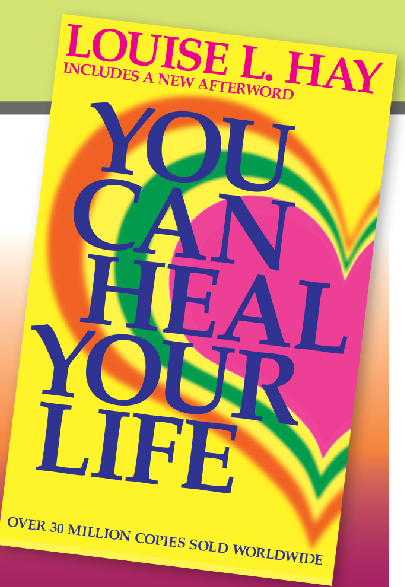 LOUISE L. HAY
INCLUDES A NEW AFTERWORD
YOU
CAN
HEAL
YOUR
LIFE
OVER 30 MILLION COPIES SOLD WORLDWIDE